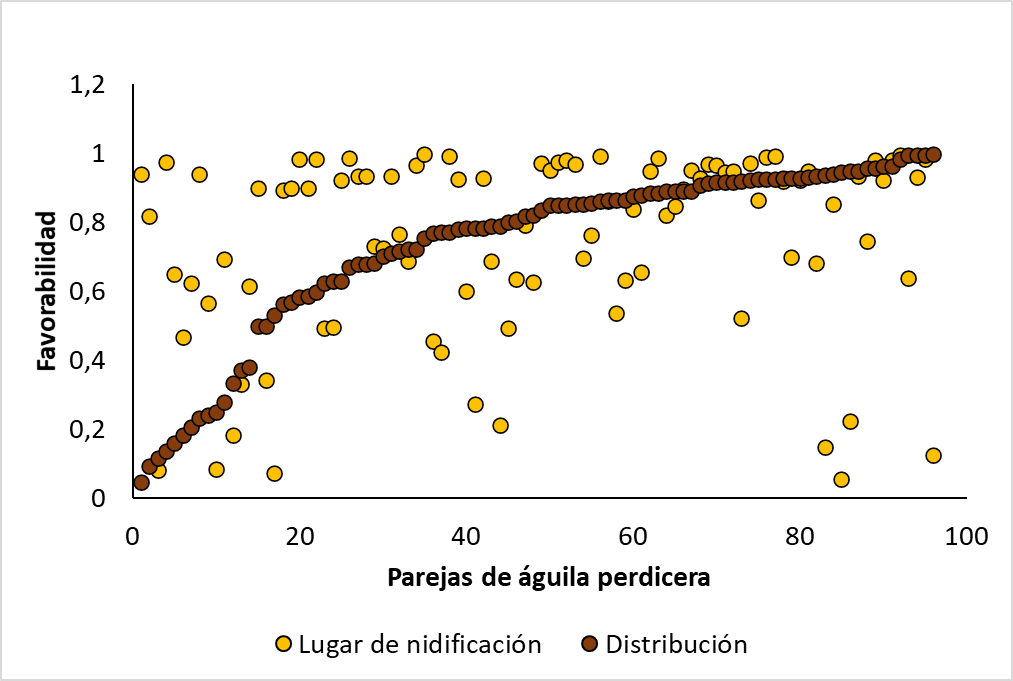 1,2
1
0,8
0,6
0,4
0,2
0
Favorabilidad
0 20 40 60 80 100
Parejas de águila perdicera
Lugar de nidificación Distribución